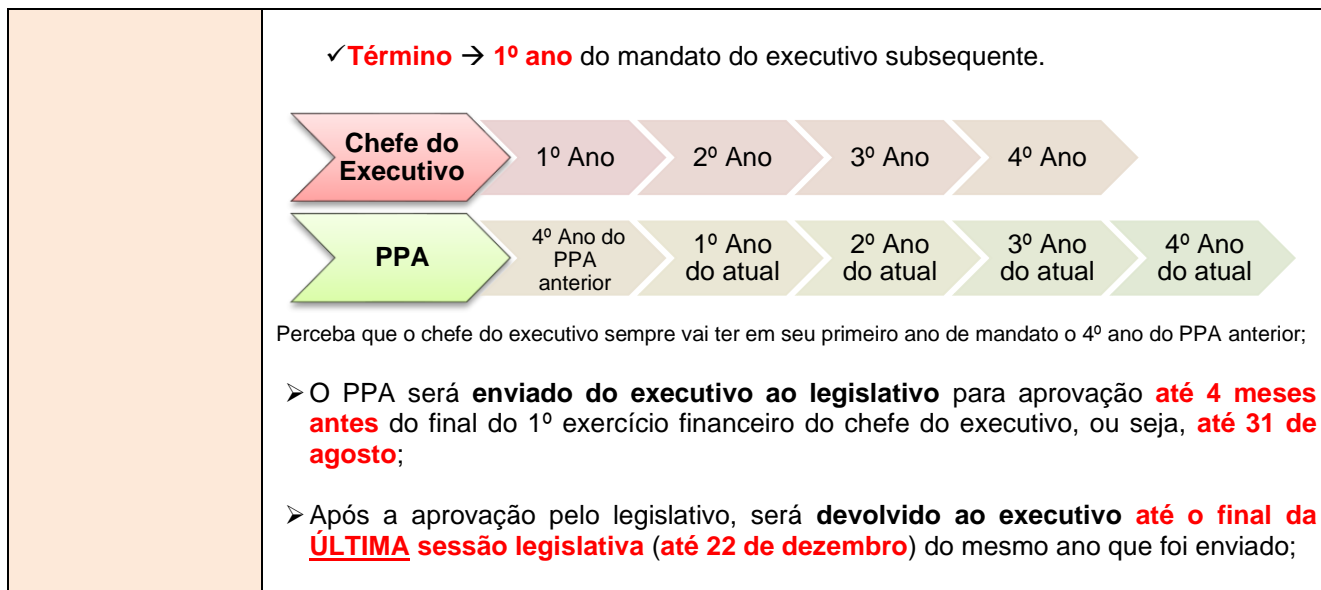 ✓Término → 1º ano do mandato do executivo subsequente.
Chefe do
Executivo
1º Ano
2º Ano
3º Ano
4º Ano
PPA
4º Ano do
PPA
anterior
1º Ano
do atual
2º Ano
do atual
3º Ano
do atual
4º Ano
do atual
Perceba que o chefe do executivo sempre vai ter em seu primeiro ano de mandato o 4º ano do PPA anterior;
➢ O PPA será enviado do executivo ao legislativo para aprovação até 4 meses
antes do final do 1º exercício financeiro do chefe do executivo, ou seja, até 31 de
agosto;
➢ Após a aprovação pelo legislativo, será devolvido ao executivo até o final da
ÚLTIMA sessão legislativa (até 22 de dezembro) do mesmo ano que foi enviado;